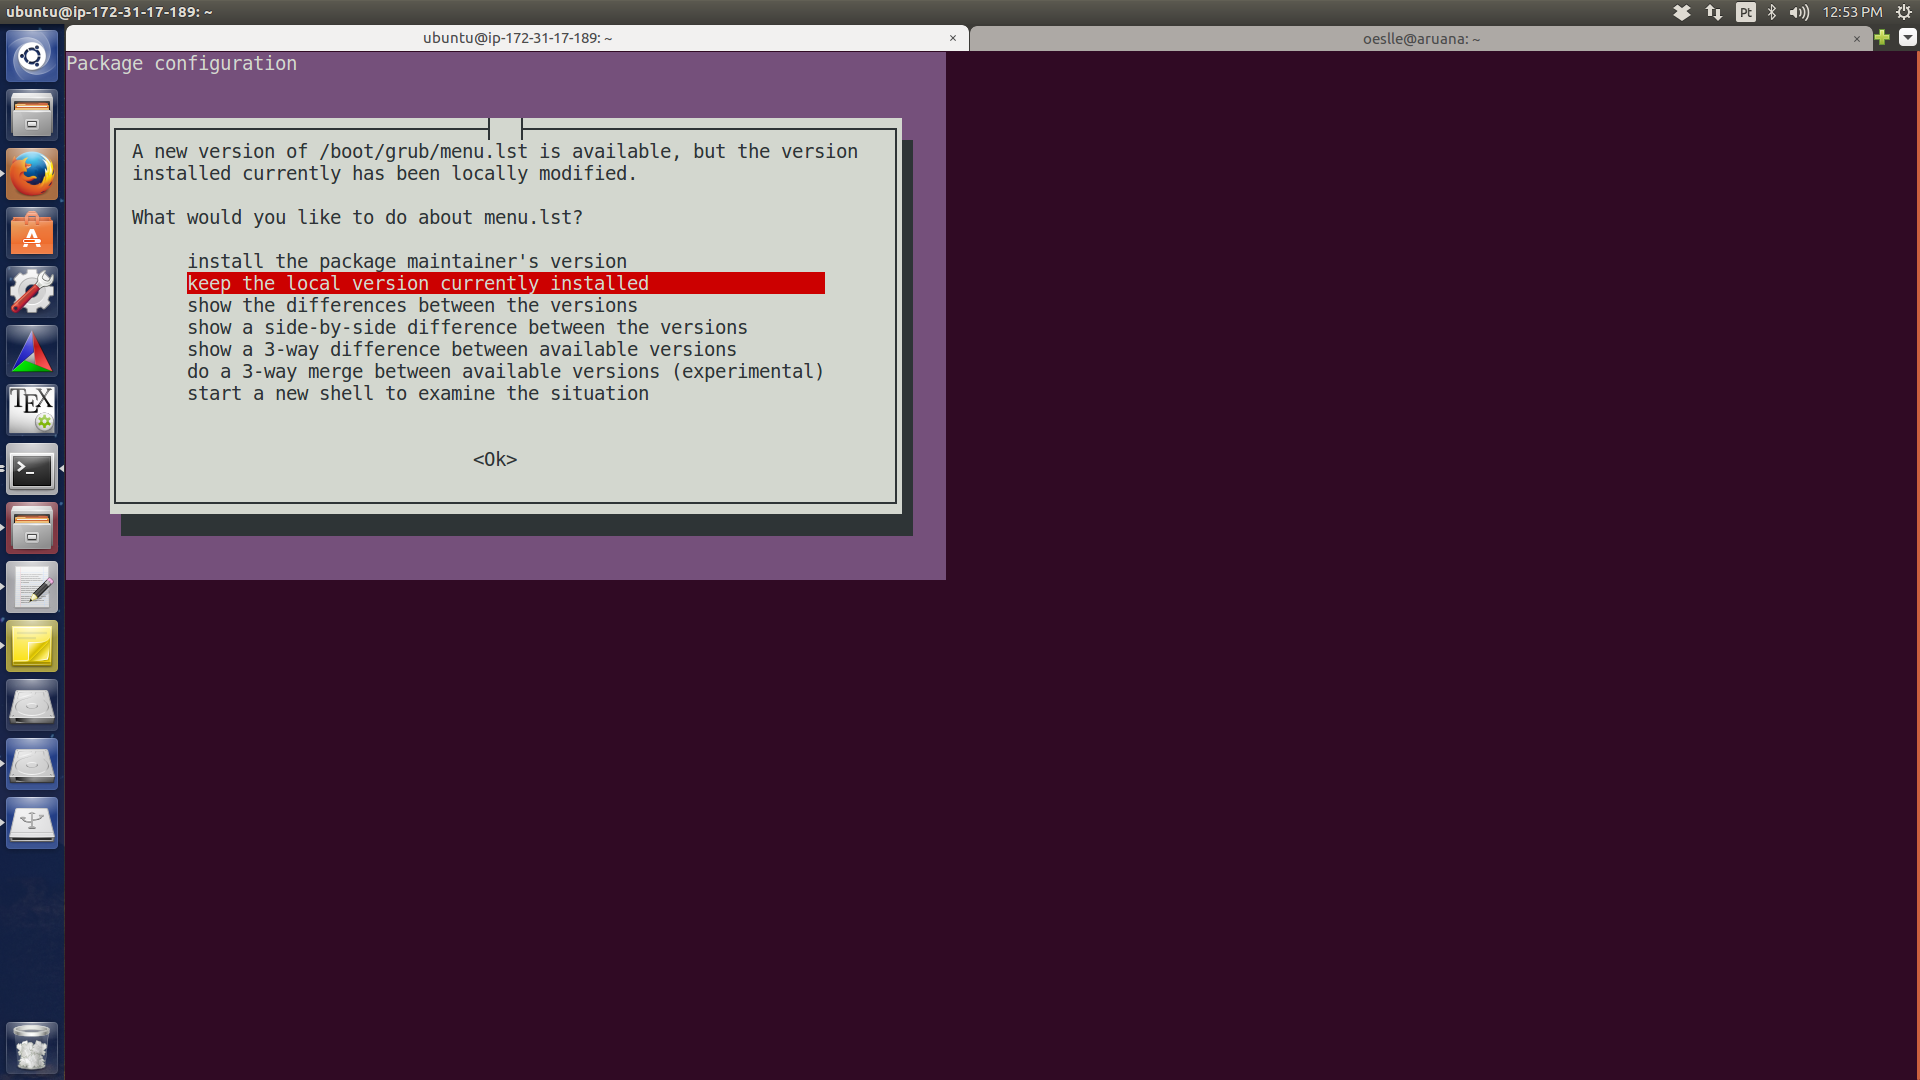 ubuntu@ip-172-31-17-189: ~
Pt
12:53 PM
ubuntu@ip-172-31-17-189: ~ ×
oeslle@aruana: ~ ×
Package configuration
A new version of /boot/grub/menu.lst is available, but the version
installed currently has been locally modified.
What would you like to do about menu.lst?
install the package maintainer's version
keep the local version currently installed
show the differences between the versions
show a side-by-side difference between the versions
show a 3-way difference between available versions
do a 3-way merge between available versions (experimental)
start a new shell to examine the situation
<Ok>
A
TEX
>_